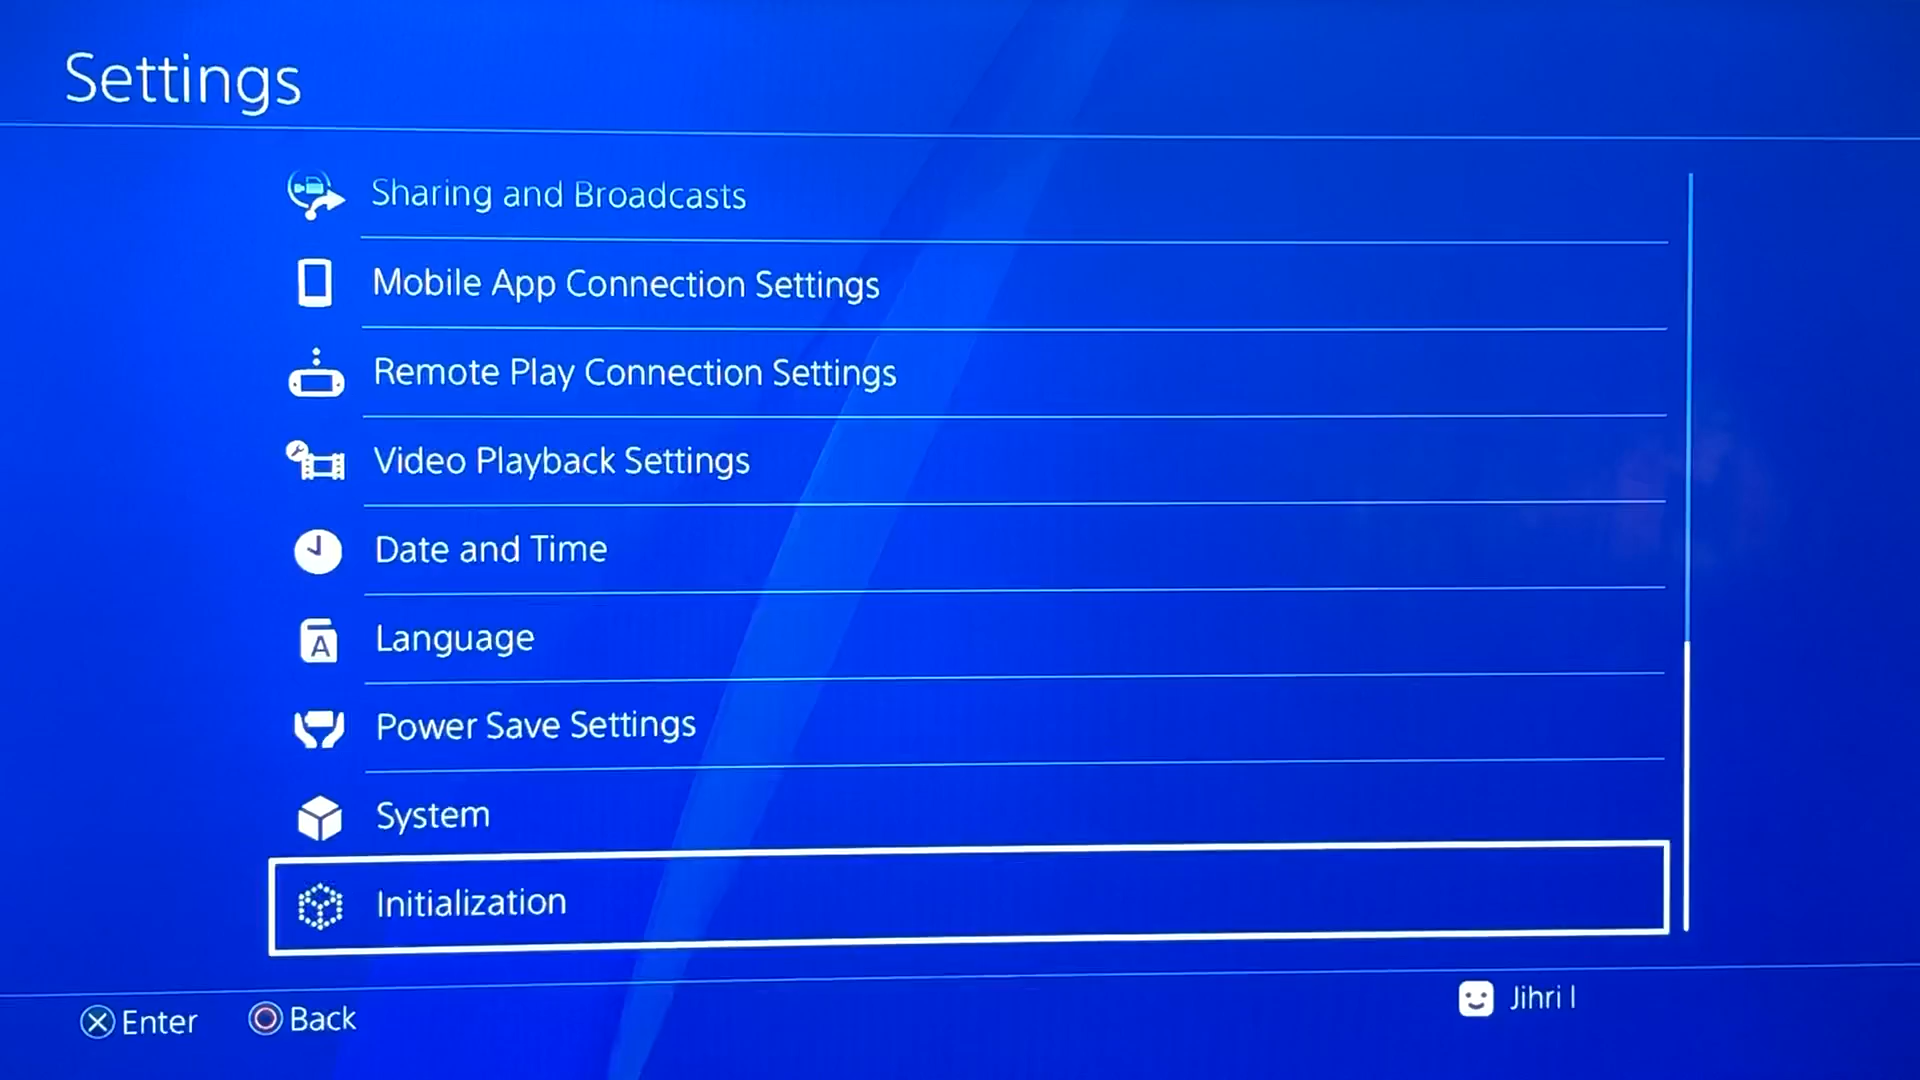 Settings
Sharing and Broadcasts
Mobile App Connection Settings
Remote Play Connection Settings
Video Playback Settings
Date and Time
A Language
Power Save Settings
System
Initialization
Enter Back
Jihri I